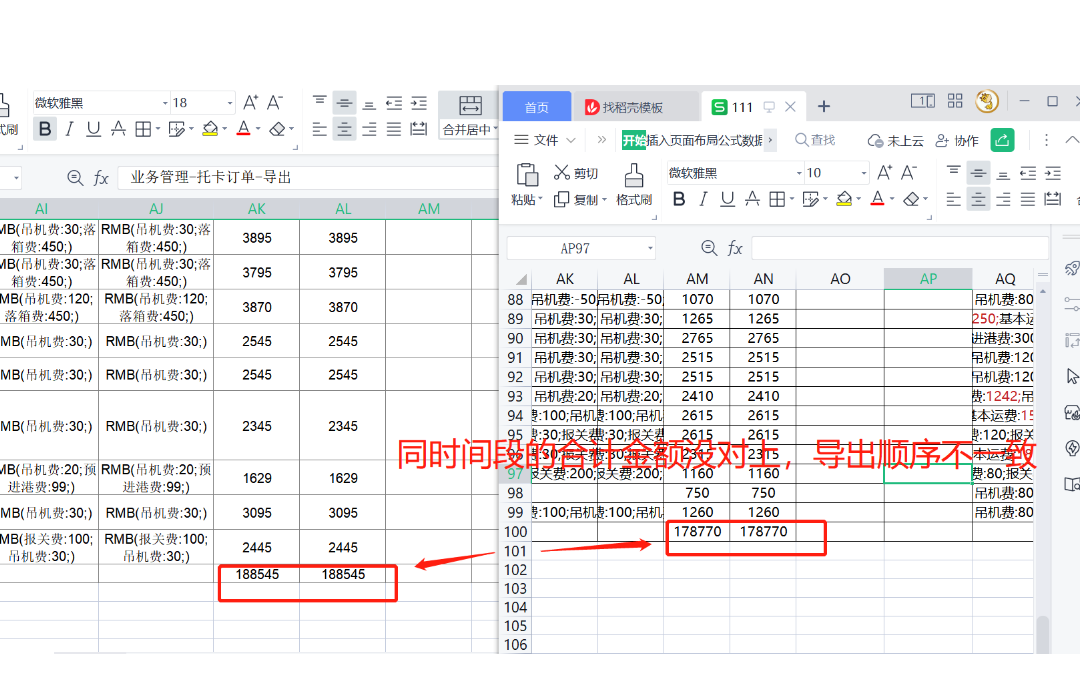 微软雅黑 18
合并居中
业务管理-托卡订单-导出
AI AJ AK AL AM
MB(吊机费:30;落箱费:450;) RMB(吊机费:30;落箱费:450;) 3895 3895
MB(吊机费:30;落箱费:450;) RMB(吊机费:30;落箱费:450;) 3795 3795
MB(吊机费:120;落箱费:450;) RMB(吊机费:120;落箱费:450;) 3870 3870
MB(吊机费:30;) RMB(吊机费:30;) 2545 2545
MB(吊机费:30;) RMB(吊机费:30;) 2545 2545
MB(吊机费:30;) RMB(吊机费:30;) 2345 2345
MB(吊机费:20;预进港费:99;) RMB(吊机费:20;预进港费:99;) 1629 1629
MB(吊机费:30;) RMB(吊机费:30;) 3095 3095
MB(报关费:100;吊机费:30;) RMB(报关费:100;吊机费:30;) 2445 2445
188545 188545
首页 找稻壳模板 S 111
文件 开始 插入 页面布局 公式 数据 查找 未上云 协作
粘贴 剪切 复制 格式刷 微软雅黑 10
AP97
AK AL AM AN AO AP AQ
88 吊机费:-50 吊机费:-50 1070 1070 吊机费:80
89 吊机费:30; 吊机费:30; 1265 1265 250;基本运
90 吊机费:30; 吊机费:30; 2765 2765 进港费:300
91 吊机费:30; 吊机费:30; 2515 2515 吊机费:120
92 吊机费:30; 吊机费:30; 2515 2515 吊机费:120
93 吊机费:20; 吊机费:20; 2410 2410 费:1242;吊
94 费:100;吊机 费:100;吊机 2615 2615 基本运费:15
95 费:30;报关 费:30;报关 2615 2615 费:120;报关
96 2315 2315
97 报关费:200; 报关费:200; 1160 1160 费:80;报关
98 750 750 吊机费:80
99 费:100;吊机 费:100;吊机 1260 1260 吊机费:80
100 178770 178770
101
102
103
104
105
106
同时间段的合计金额没对上，导出顺序不一致